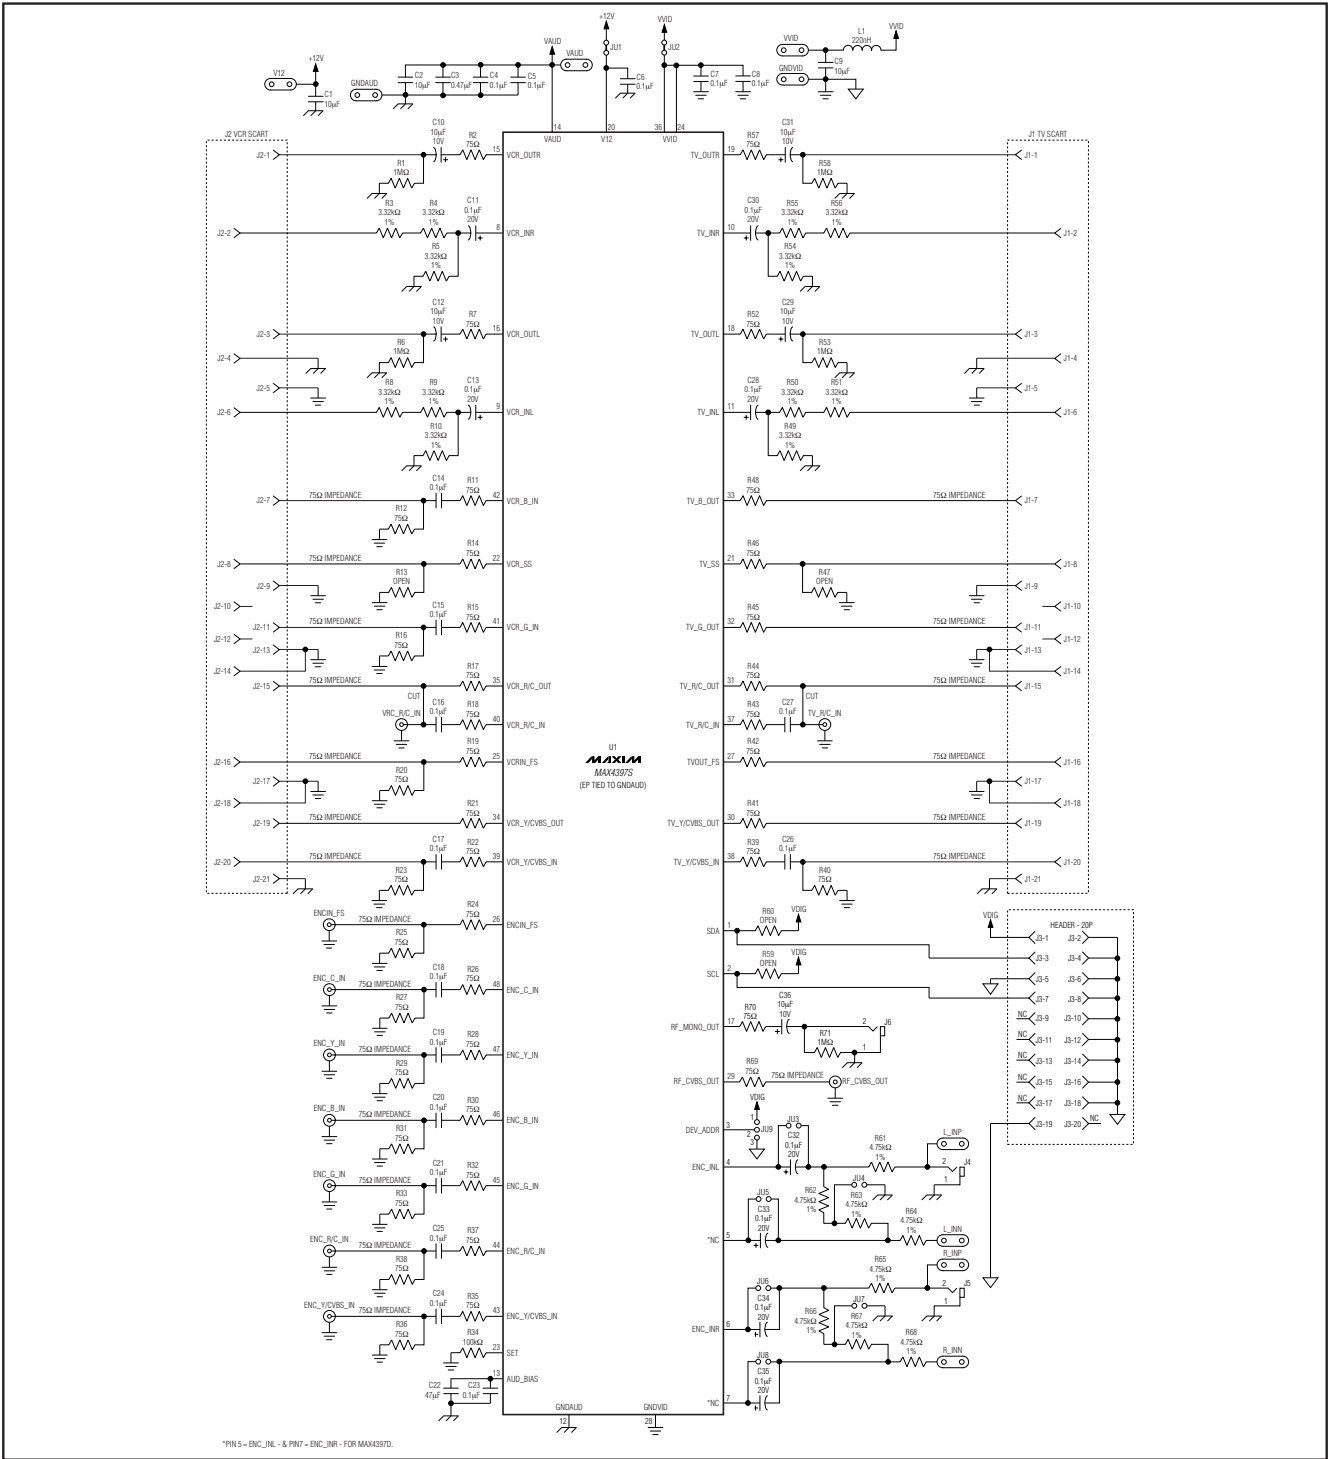 V12
+12V
C1
10µF
GNDAUD
C2
10µF
C3
0.47µF
C4
0.1µF
C5
0.1µF
VAUD
VAUD
+12V
JU1
C6
0.1µF
VVID
JU2
C7
0.1µF
C8
0.1µF
VVID
GNDVID
C9
10µF
L1
220nH
VVID
14
VAUD
20
V12
36
24
VVID
J2 VCR SCART
J2-1
R1
1MΩ
C10
10µF
10V
R2
75Ω
15
VCR_OUTR
J2-2
R3
3.32kΩ
1%
R4
3.32kΩ
1%
R5
3.32kΩ
1%
C11
0.1µF
20V
8
VCR_INR
J2-3
R6
1MΩ
C12
10µF
10V
R7
75Ω
16
VCR_OUTL
J2-4
J2-5
J2-6
R8
3.32kΩ
1%
R9
3.32kΩ
1%
R10
3.32kΩ
1%
C13
0.1µF
20V
9
VCR_INL
J2-7
75Ω IMPEDANCE
R12
75Ω
C14
0.1µF
R11
75Ω
42
VCR_B_IN
J2-8
75Ω IMPEDANCE
R13
OPEN
R14
75Ω
22
VCR_SS
J2-9
J2-10
J2-11
75Ω IMPEDANCE
R16
75Ω
C15
0.1µF
R15
75Ω
41
VCR_G_IN
J2-12
J2-13
J2-14
J2-15
75Ω IMPEDANCE
R17
75Ω
35
VCR_R/C_OUT
CUT
VRC_R/C_IN
C16
0.1µF
R18
75Ω
40
VCR_R/C_IN
J2-16
75Ω IMPEDANCE
R20
75Ω
R19
75Ω
25
VCRIN_FS
J2-17
J2-18
J2-19
75Ω IMPEDANCE
R21
75Ω
34
VCR_Y/CVBS_OUT
J2-20
75Ω IMPEDANCE
R23
75Ω
C17
0.1µF
R22
75Ω
39
VCR_Y/CVBS_IN
J2-21
ENCIN_FS
75Ω IMPEDANCE
R25
75Ω
R24
75Ω
26
ENCIN_FS
ENC_C_IN
75Ω IMPEDANCE
R27
75Ω
C18
0.1µF
R26
75Ω
48
ENC_C_IN
ENC_Y_IN
75Ω IMPEDANCE
R29
75Ω
C19
0.1µF
R28
75Ω
47
ENC_Y_IN
ENC_B_IN
75Ω IMPEDANCE
R31
75Ω
C20
0.1µF
R30
75Ω
46
ENC_B_IN
ENC_G_IN
75Ω IMPEDANCE
R33
75Ω
C21
0.1µF
R32
75Ω
45
ENC_G_IN
ENC_R/C_IN
75Ω IMPEDANCE
R38
75Ω
C25
0.1µF
R37
75Ω
44
ENC_R/C_IN
ENC_Y/CVBS_IN
75Ω IMPEDANCE
R36
75Ω
C24
0.1µF
R35
75Ω
43
ENC_Y/CVBS_IN
R34
100kΩ
23
SET
13
AUD_BIAS
C22
47µF
C23
0.1µF
U1
MAXIM
MAX4397S
(EP TIED TO GNDAUD)
GNDAUD
12
GNDVID
28
J1 TV SCART
TV_OUTR
19
R57
75Ω
C31
10µF
10V
R58
1MΩ
J1-1
TV_INR
10
C30
0.1µF
20V
R55
3.32kΩ
1%
R56
3.32kΩ
1%
R54
3.32kΩ
1%
J1-2
TV_OUTL
18
R52
75Ω
C29
10µF
10V
R53
1MΩ
J1-3
J1-4
J1-5
TV_INL
11
C28
0.1µF
20V
R50
3.32kΩ
1%
R51
3.32kΩ
1%
R49
3.32kΩ
1%
J1-6
TV_B_OUT
33
R48
75Ω
75Ω IMPEDANCE
J1-7
TV_SS
21
R46
75Ω
R47
OPEN
J1-8
J1-9
J1-10
TV_G_OUT
32
R45
75Ω
75Ω IMPEDANCE
J1-11
J1-12
J1-13
J1-14
TV_R/C_OUT
31
R44
75Ω
75Ω IMPEDANCE
J1-15
CUT
TV_R/C_IN
37
R43
75Ω
C27
0.1µF
TV_R/C_IN
TVOUT_FS
27
R42
75Ω
75Ω IMPEDANCE
J1-16
J1-17
J1-18
TV_Y/CVBS_OUT
30
R41
75Ω
75Ω IMPEDANCE
J1-19
TV_Y/CVBS_IN
38
R39
75Ω
C26
0.1µF
R40
75Ω
75Ω IMPEDANCE
J1-20
J1-21
SDA
1
R60
OPEN
VDIG
SCL
2
R59
OPEN
VDIG
RF_MONO_OUT
17
R70
75Ω
C36
10µF
10V
R71
1MΩ
2
1
J6
RF_CVBS_OUT
29
R69
75Ω
75Ω IMPEDANCE
RF_CVBS_OUT
VDIG
DEV_ADDR
3
1
2
3
JU9
VDIG
HEADER - 20P
J3-1
J3-2
J3-3
J3-4
J3-5
J3-6
J3-7
J3-8
NC
J3-9
J3-10
NC
J3-11
J3-12
NC
J3-13
J3-14
NC
J3-15
J3-16
NC
J3-17
J3-18
J3-19
J3-20
NC
ENC_INL
4
JU3
C32
0.1µF
20V
R61
4.75kΩ
1%
L_INP
2
1
J4
R62
4.75kΩ
1%
JU4
R63
4.75kΩ
1%
R64
4.75kΩ
1%
L_INN
*NC
5
JU5
C33
0.1µF
20V
R_INP
ENC_INR
6
JU6
C34
0.1µF
20V
R65
4.75kΩ
1%
2
1
J5
R66
4.75kΩ
1%
JU7
R67
4.75kΩ
1%
R68
4.75kΩ
1%
R_INN
*NC
7
JU8
C35
0.1µF
20V
*PIN 5 = ENC_INL - & PIN7 = ENC_INR - FOR MAX4397D.